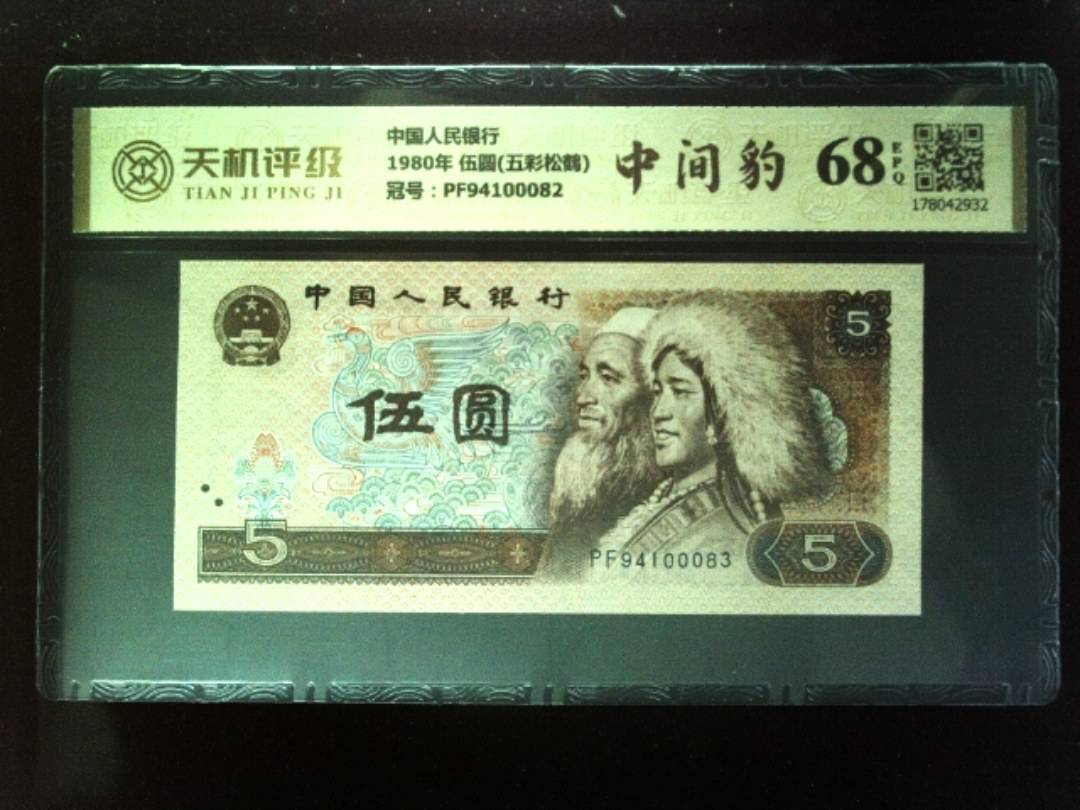 天机评级
TIAN JI PING JI
中国人民银行
1980年 伍圆(五彩松鹤)
冠号：PF94100082
中间豹
68
EPQ
178042932
中国人民银行
5
伍圆
5
PF94100083
5